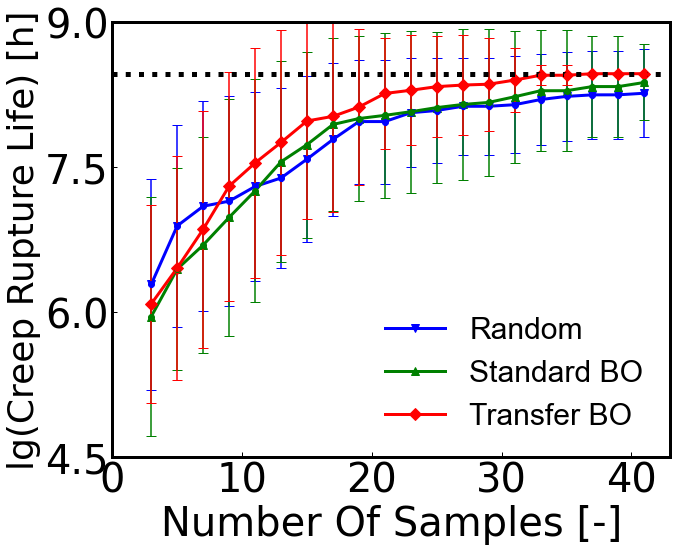 lg(Creep Rupture Life) [h]
9.0
7.5
6.0
4.5
Random
Standard BO
Transfer BO
0 10 20 30 40
Number Of Samples [-]